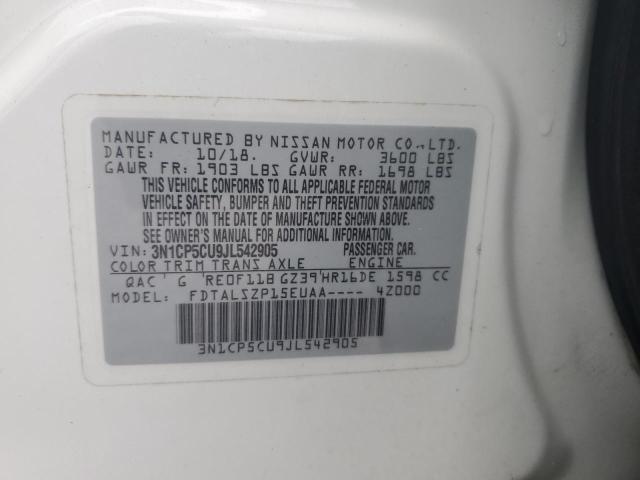 MANUFACTURED BY NISSAN MOTOR CO.,LTD.
DATE: 10/18. GVWR: 3600 LBS
GAWR FR: 1903 LBS GAWR RR: 1698 LBS
THIS VEHICLE CONFORMS TO ALL APPLICABLE FEDERAL MOTOR
VEHICLE SAFETY, BUMPER AND THEFT PREVENTION STANDARDS
IN EFFECT ON THE DATE OF MANUFACTURE SHOWN ABOVE.
SEE OWNER'S MANUAL FOR ADDITIONAL INFORMATION.
VIN: 3N1CP5CU9JL542905 PASSENGER CAR.
COLOR TRIM TRANS AXLE ENGINE
QAC G RE0F11B GZ39 HR16DE 1598 CC
MODEL: FDTALSZP15EUAA---- 4Z000
3N1CP5CU9JL542905